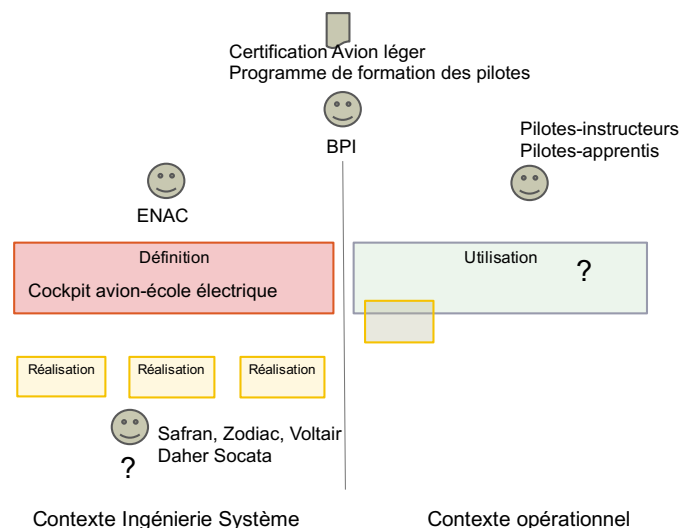 Certification Avion léger
Programme de formation des pilotes
BPI
Pilotes-instructeurs
Pilotes-apprentis
ENAC
Définition
Cockpit avion-école électrique
Utilisation
?
Réalisation
Réalisation
Réalisation
Safran, Zodiac, Voltair
Daher Socata
?
Contexte Ingénierie Système
Contexte opérationnel